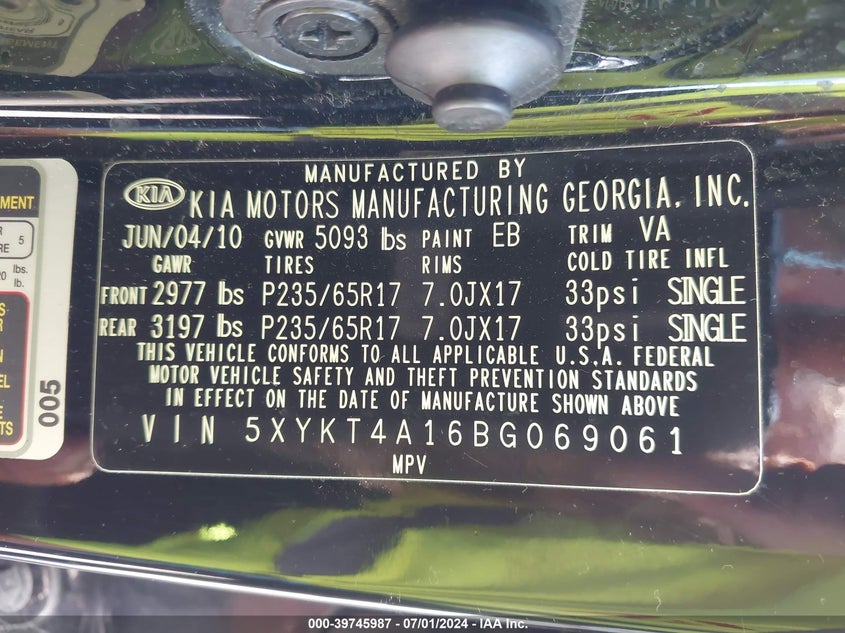 MANUFACTURED BY
KIA KIA MOTORS MANUFACTURING GEORGIA, INC.
JUN/04/10 GVWR 5093 lbs PAINT EB TRIM VA
GAWR TIRES RIMS COLD TIRE INFL
FRONT 2977 lbs P235/65R17 7.0JX17 33psi SINGLE
REAR 3197 lbs P235/65R17 7.0JX17 33psi SINGLE
THIS VEHICLE CONFORMS TO ALL APPLICABLE U.S.A. FEDERAL
MOTOR VEHICLE SAFETY AND THEFT PREVENTION STANDARDS
IN EFFECT ON THE DATE OF MANUFACTURE SHOWN ABOVE
VIN 5XYKT4A16BG069061
MPV
5
lbs.
lb.
005
000-39745987 - 07/01/2024 - IAA Inc.